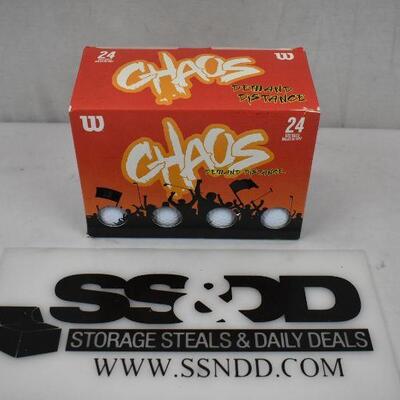 24
CHAOS
DEMAND
DISTANCE
W
W
CHAOS
DEMAND DISTANCE
24
SS&DD
STORAGE STEALS & DAILY DEALS
WWW.SSNDD.COM